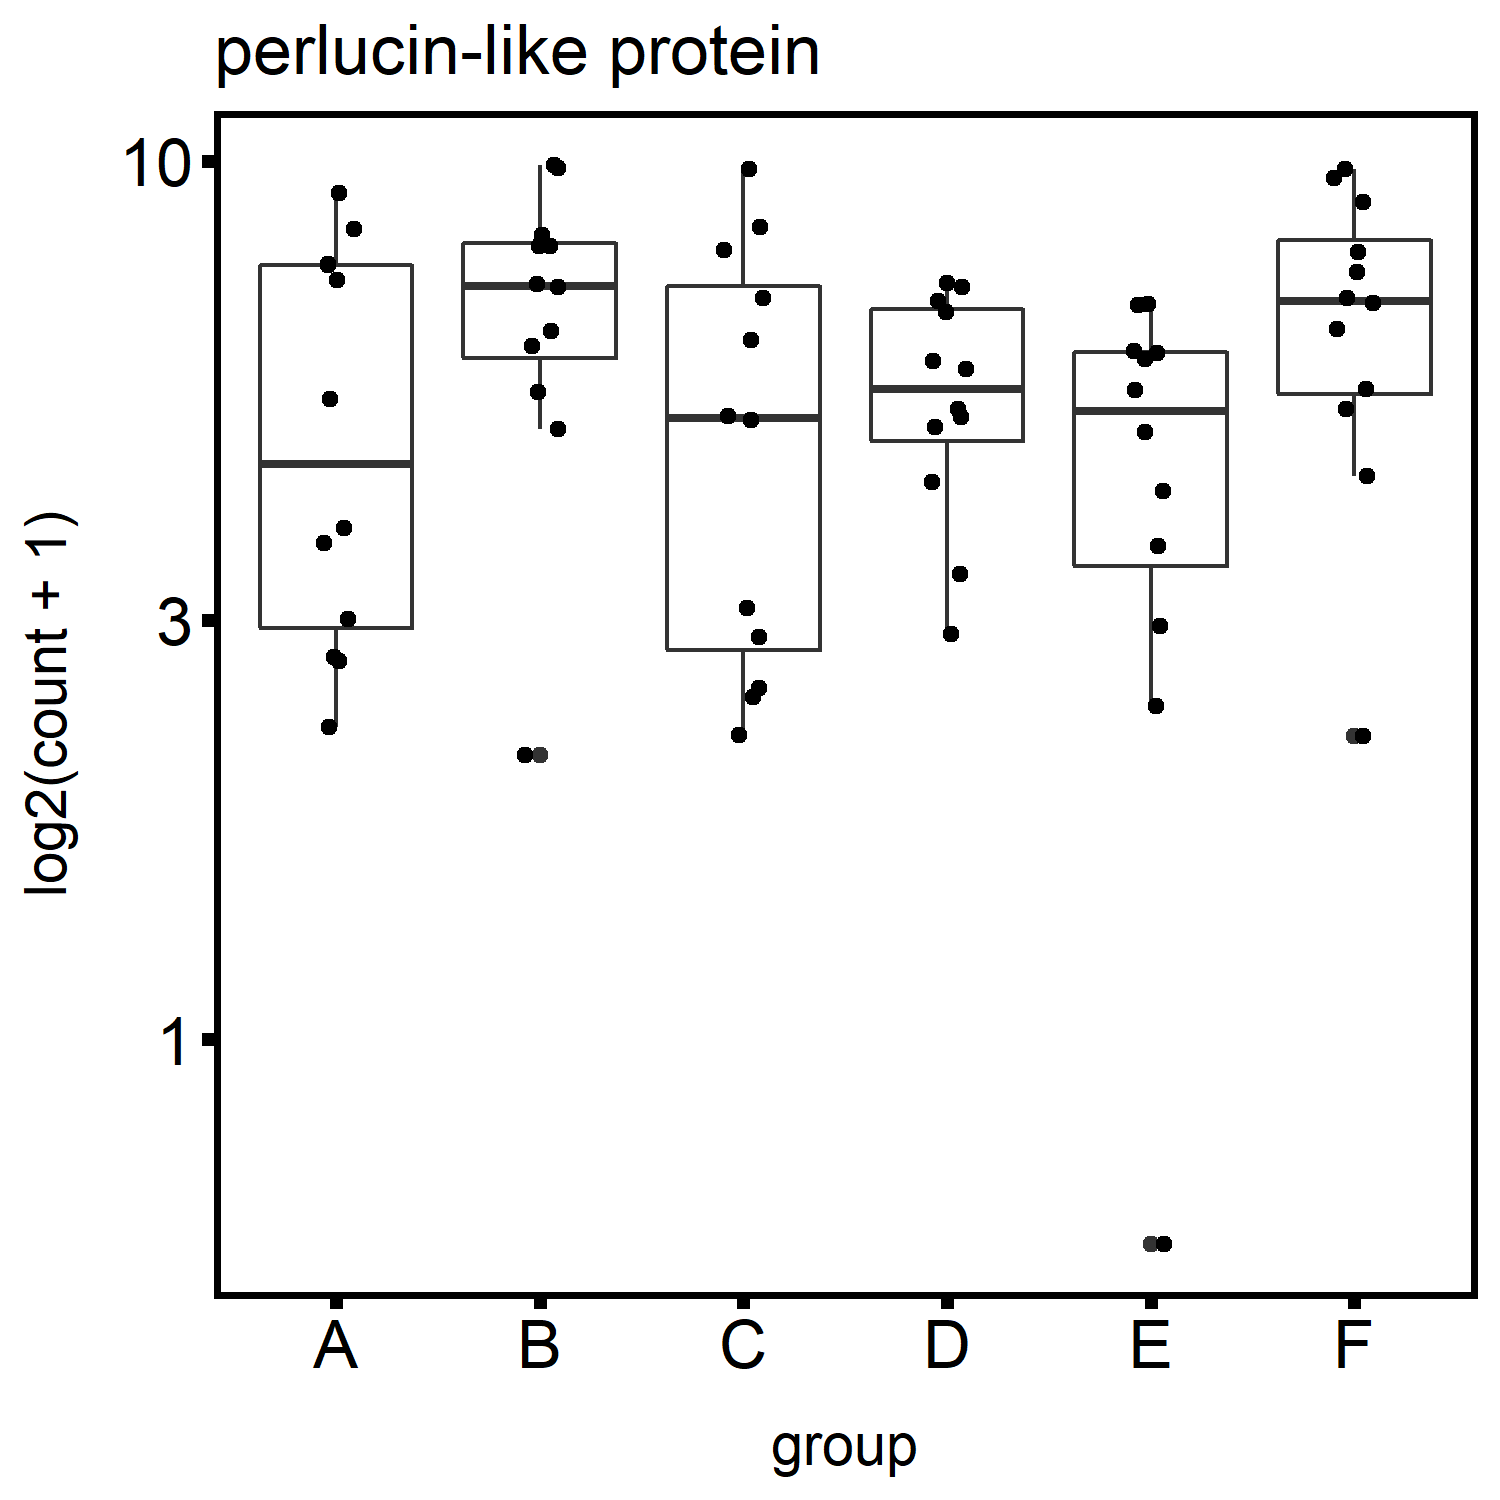 perlucin-like protein
10
3
1
log2(count + 1)
A B C D E F
group